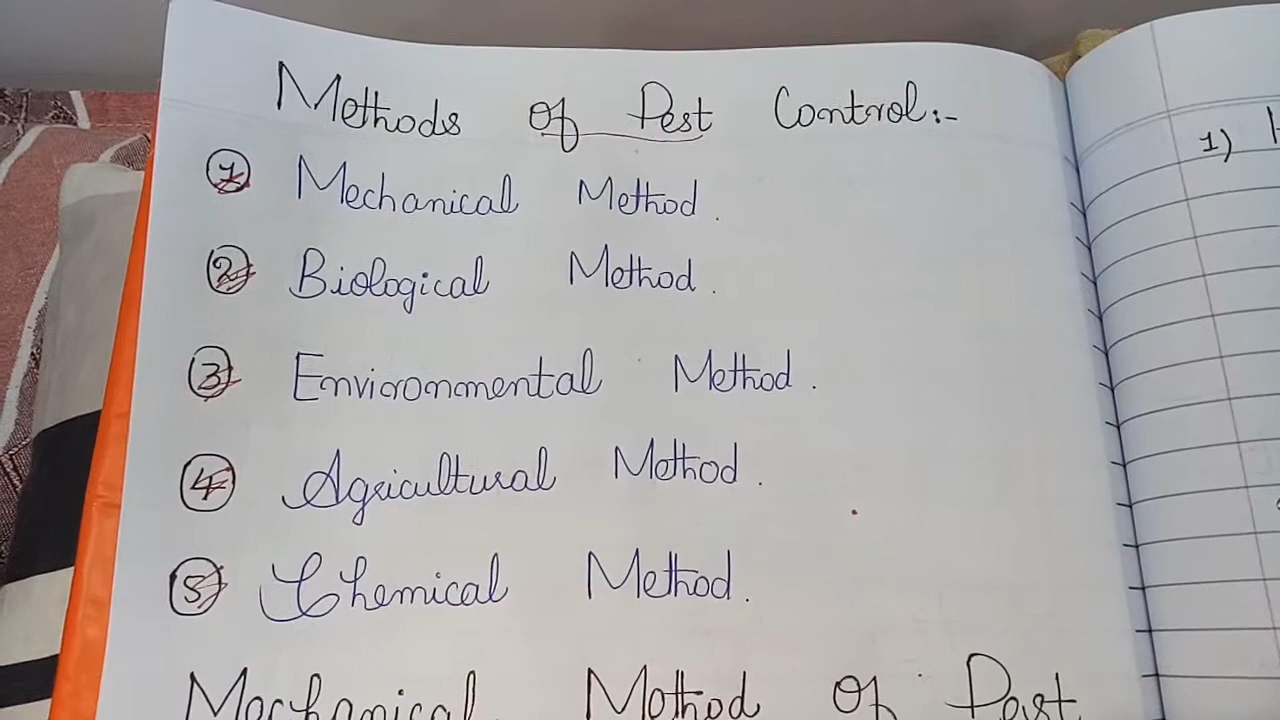 Methods Of Pest Control:-
① Mechanical Method.
② Biological Method.
③ Environmental Method.
④ Agricultural Method.
⑤ Chemical Method.
Mechanical Method Of Pest
1)